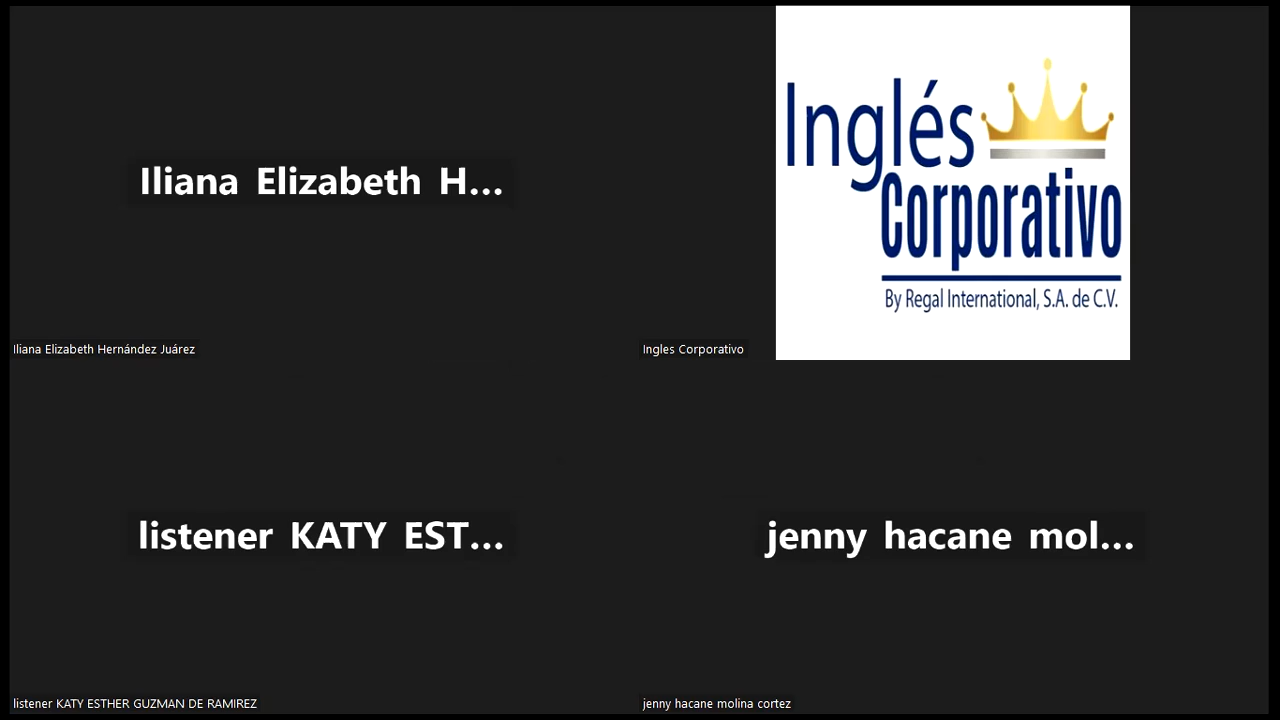 Iliana Elizabeth H...
Iliana Elizabeth Hernández Juárez
Inglés
Corporativo
By Regal International, S.A. de C.V.
Ingles Corporativo
listener KATY EST...
listener KATY ESTHER GUZMAN DE RAMIREZ
jenny hacane mol...
jenny hacane molina cortez